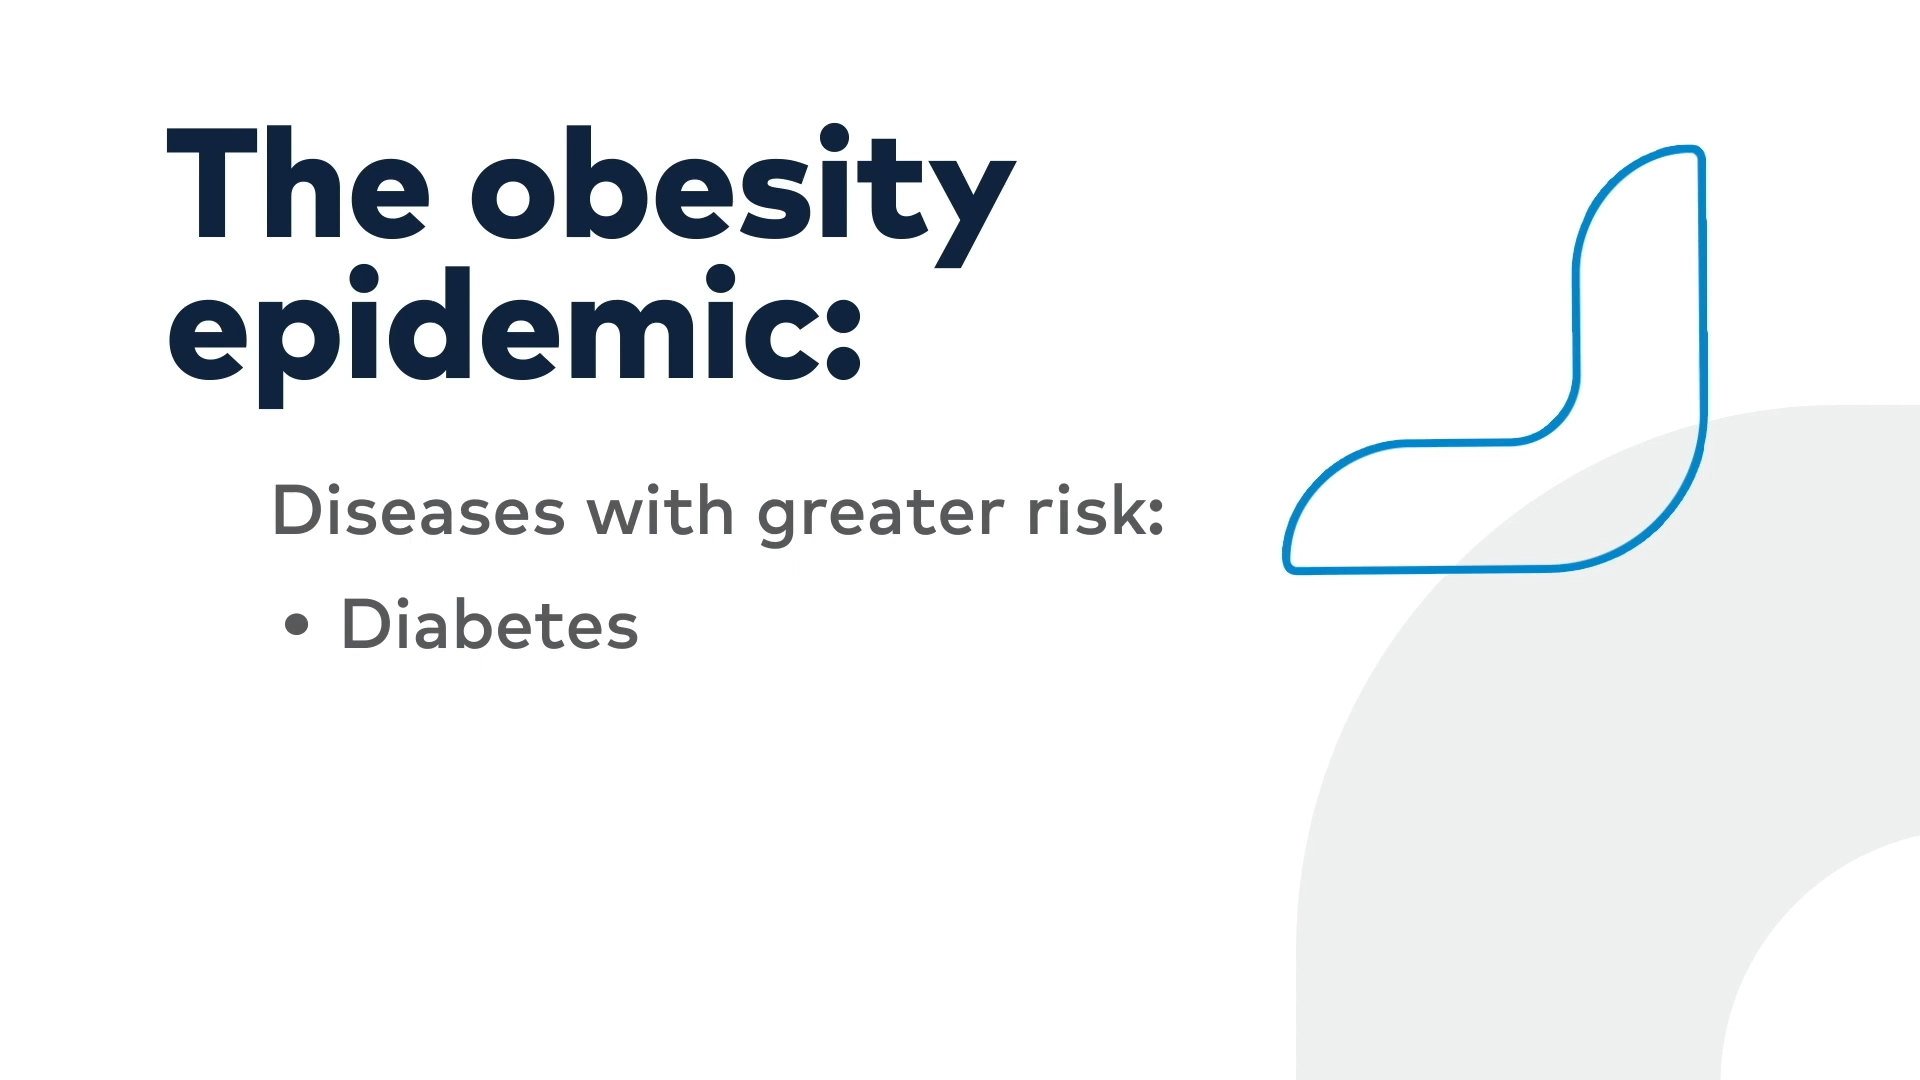 The obesity
epidemic:
Diseases with greater risk:
• Diabetes